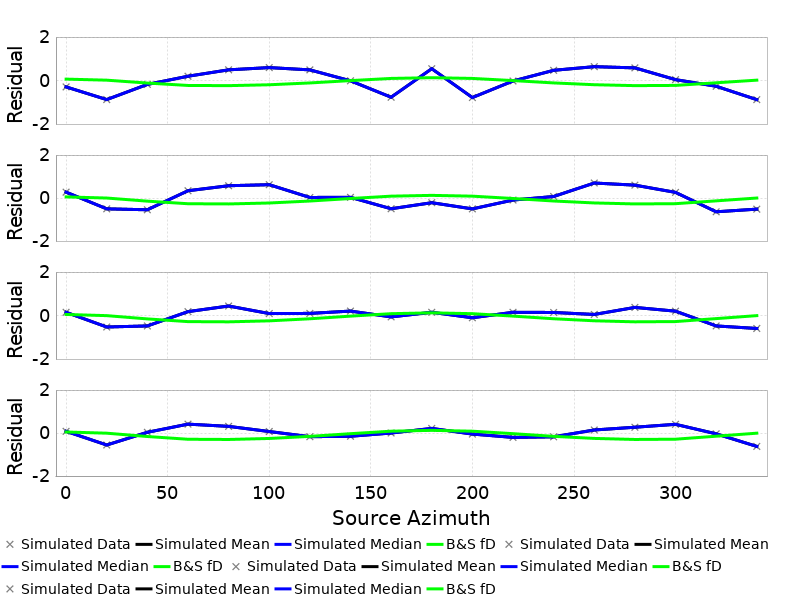 2
0
-2
Residual
2
0
-2
Residual
2
0
-2
Residual
2
0
-2
Residual
0 50 100 150 200 250 300
Source Azimuth
× Simulated Data Simulated Mean Simulated Median B&S fD × Simulated Data Simulated Mean
Simulated Median B&S fD × Simulated Data Simulated Mean Simulated Median B&S fD
× Simulated Data Simulated Mean Simulated Median B&S fD